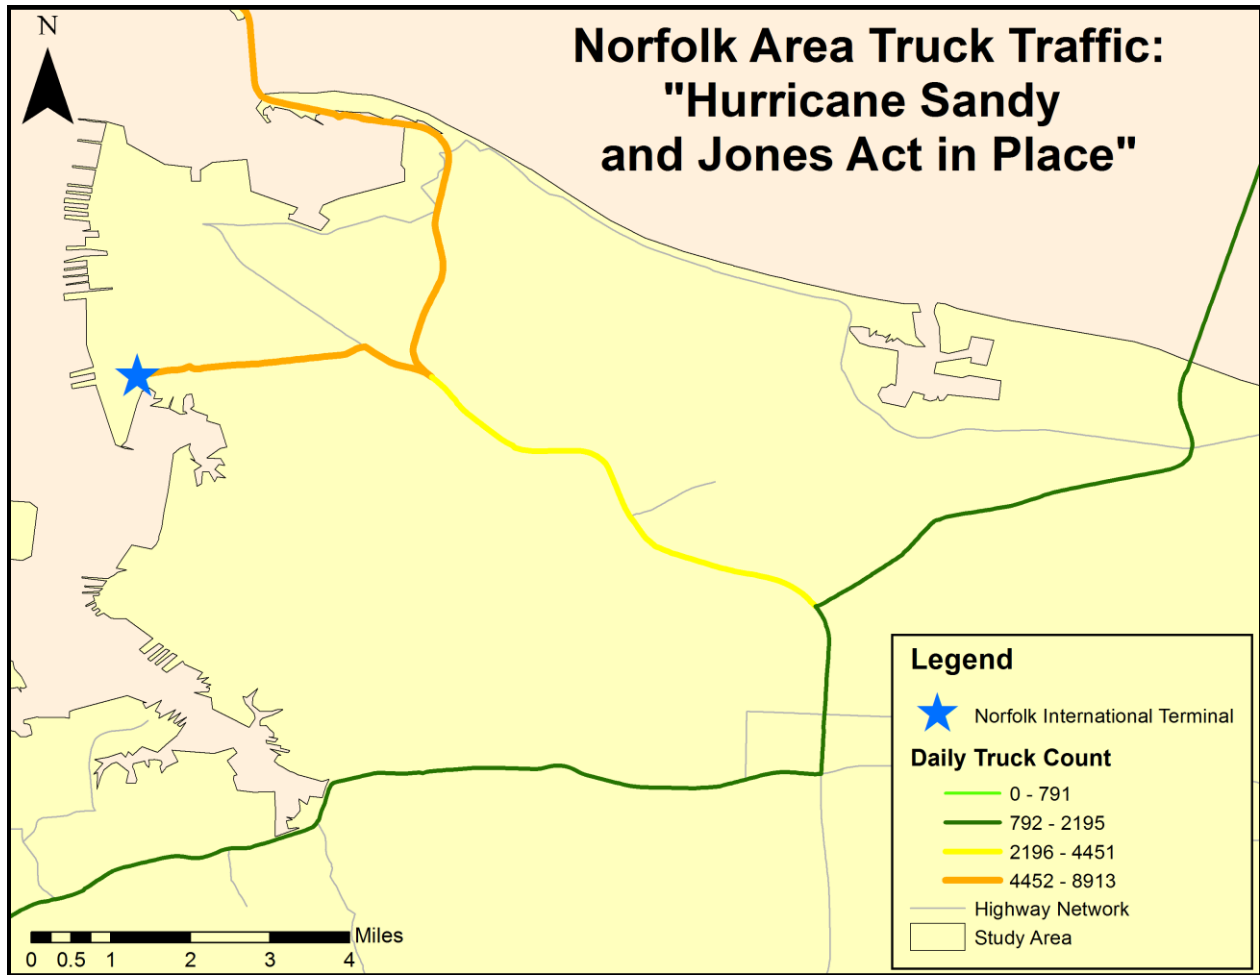 N
Norfolk Area Truck Traffic:
"Hurricane Sandy
and Jones Act in Place"
Legend
Norfolk International Terminal
Daily Truck Count
0 - 791
792 - 2195
2196 - 4451
4452 - 8913
Highway Network
Study Area
Miles
0 0.5 1 2 3 4